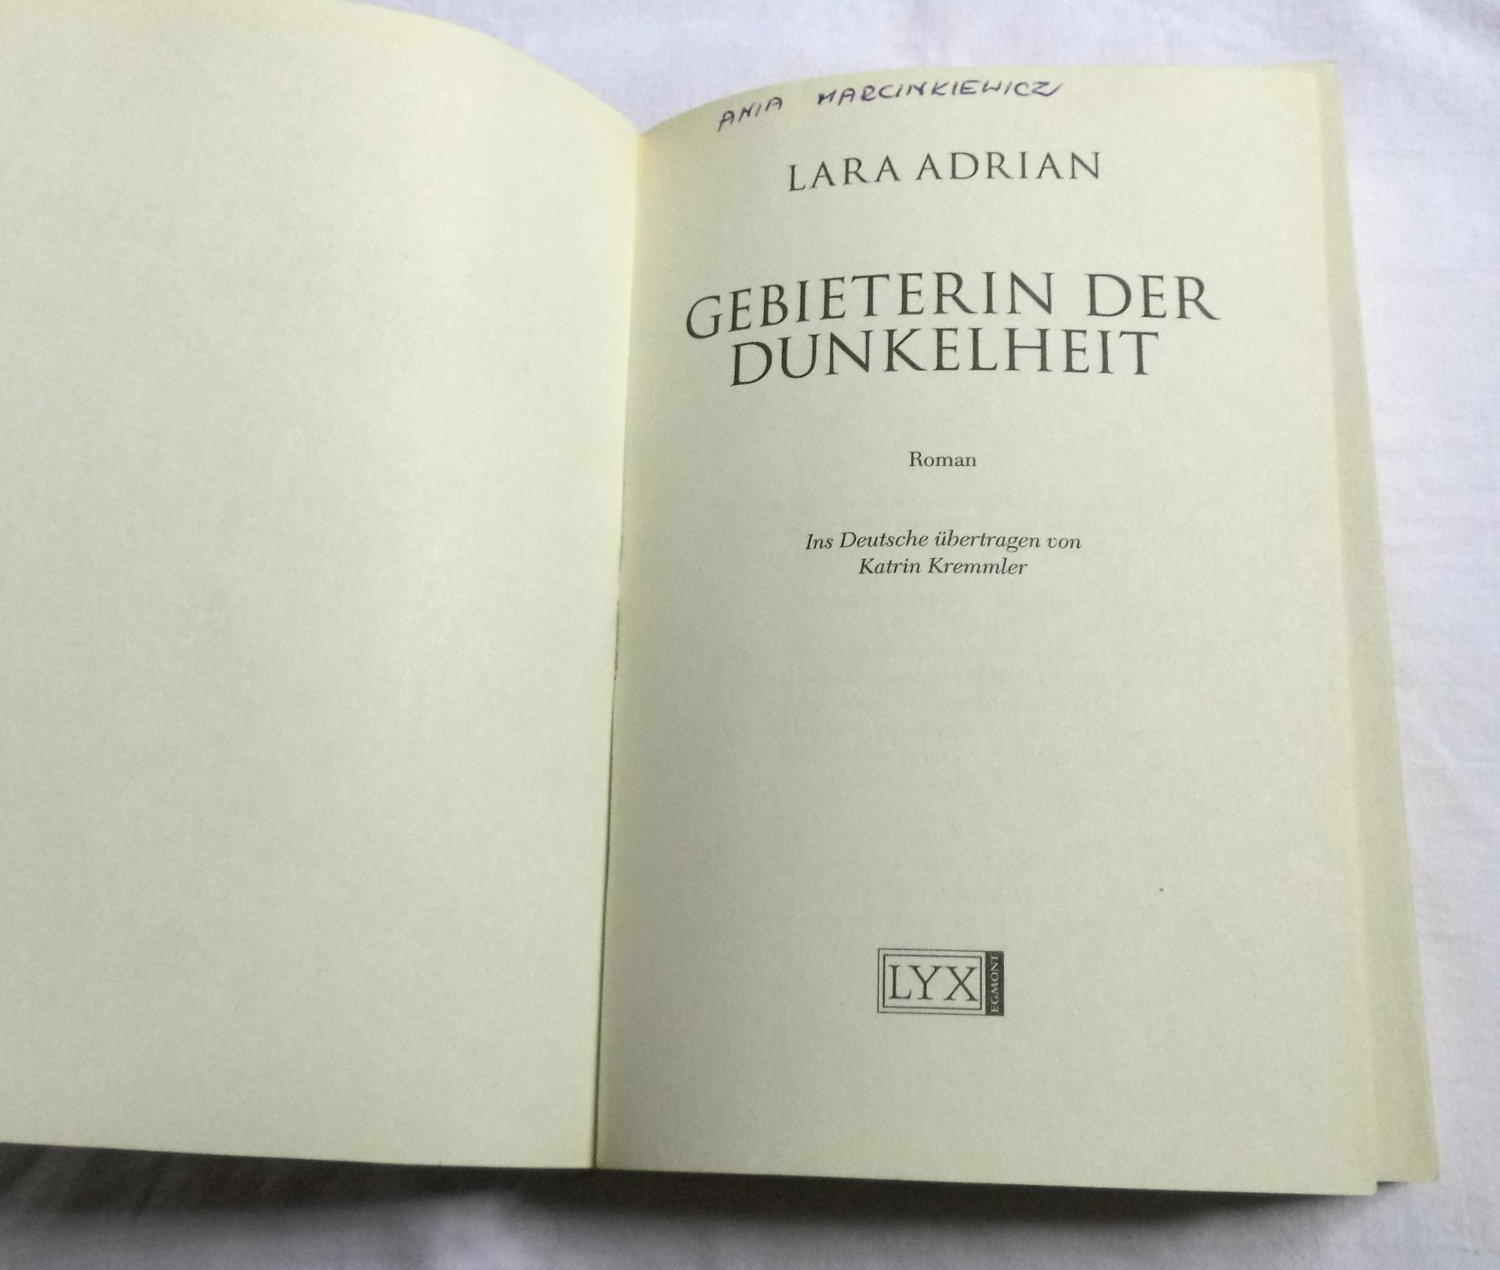 ANIA MARCINKIEWICZ
LARA ADRIAN
GEBIETERIN DER
DUNKELHEIT
Roman
Ins Deutsche übertragen von
Katrin Kremmler
LYX
EGMONT